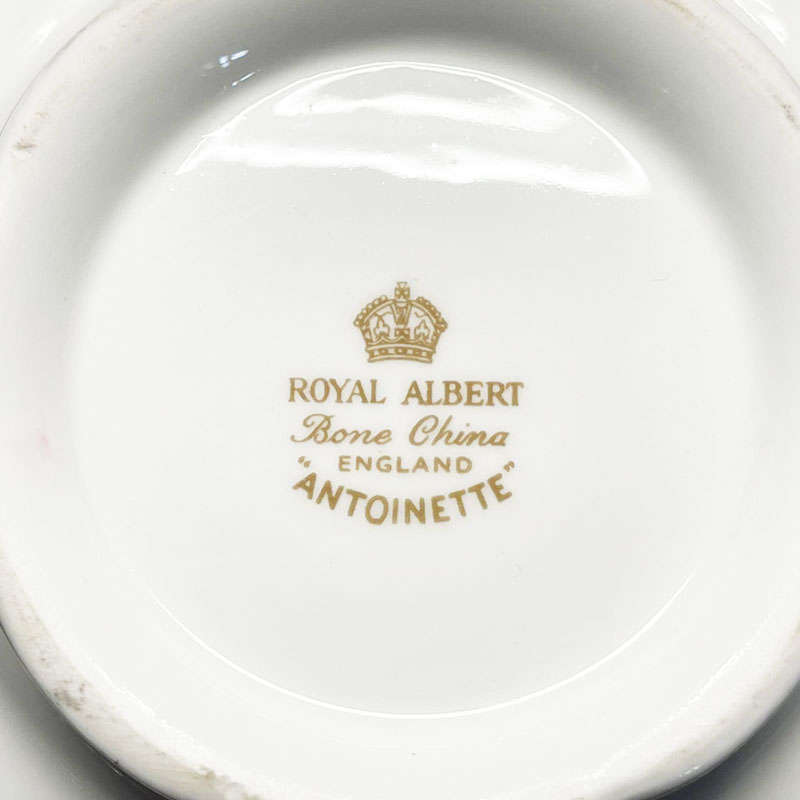 ROYAL ALBERT
Bone China
ENGLAND
"ANTOINETTE"